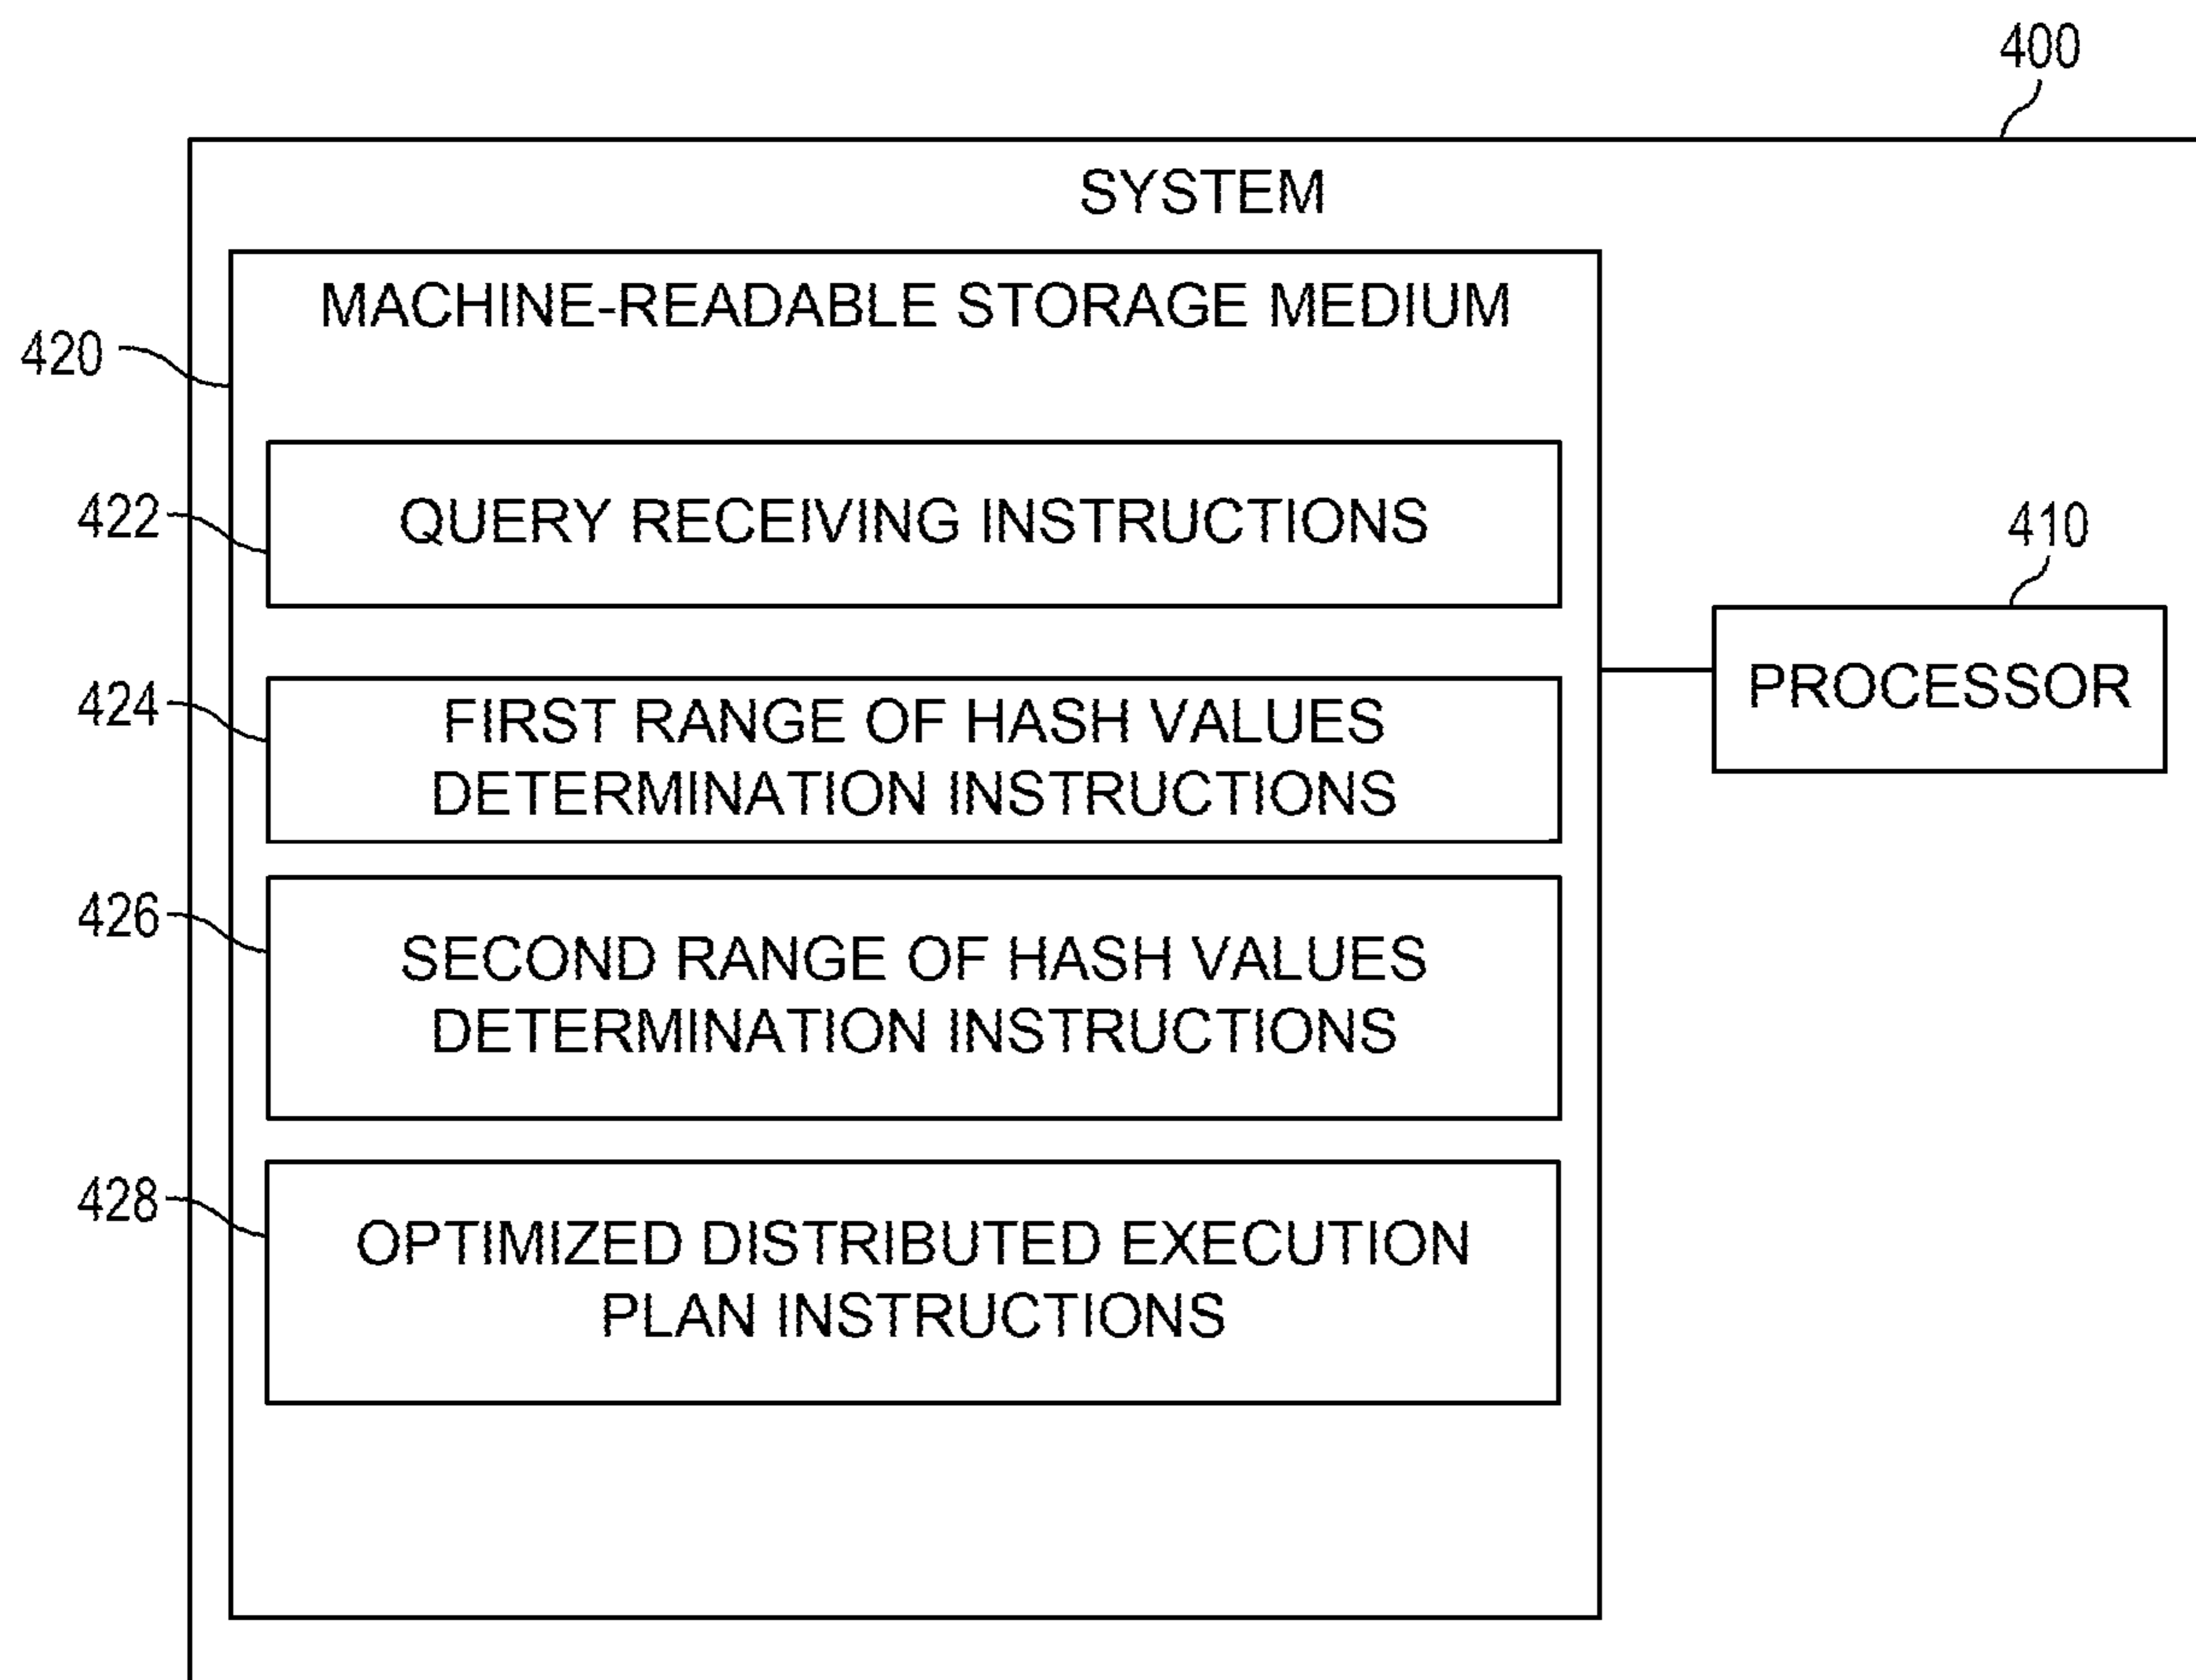 400
SYSTEM
MACHINE-READABLE STORAGE MEDIUM
420
422
QUERY RECEIVING INSTRUCTIONS
410
PROCESSOR
424
FIRST RANGE OF HASH VALUES
DETERMINATION INSTRUCTIONS
426
SECOND RANGE OF HASH VALUES
DETERMINATION INSTRUCTIONS
428
OPTIMIZED DISTRIBUTED EXECUTION
PLAN INSTRUCTIONS